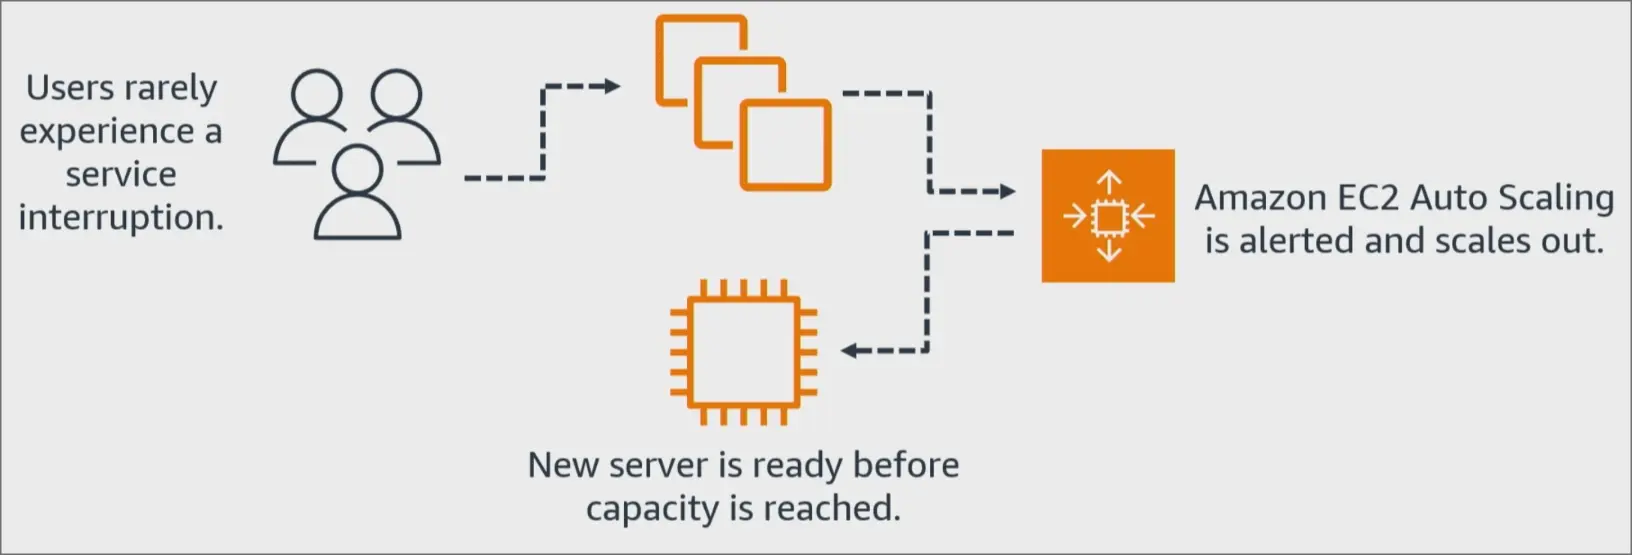 Users rarely
experience a
service
interruption.
Amazon EC2 Auto Scaling
is alerted and scales out.
New server is ready before
capacity is reached.